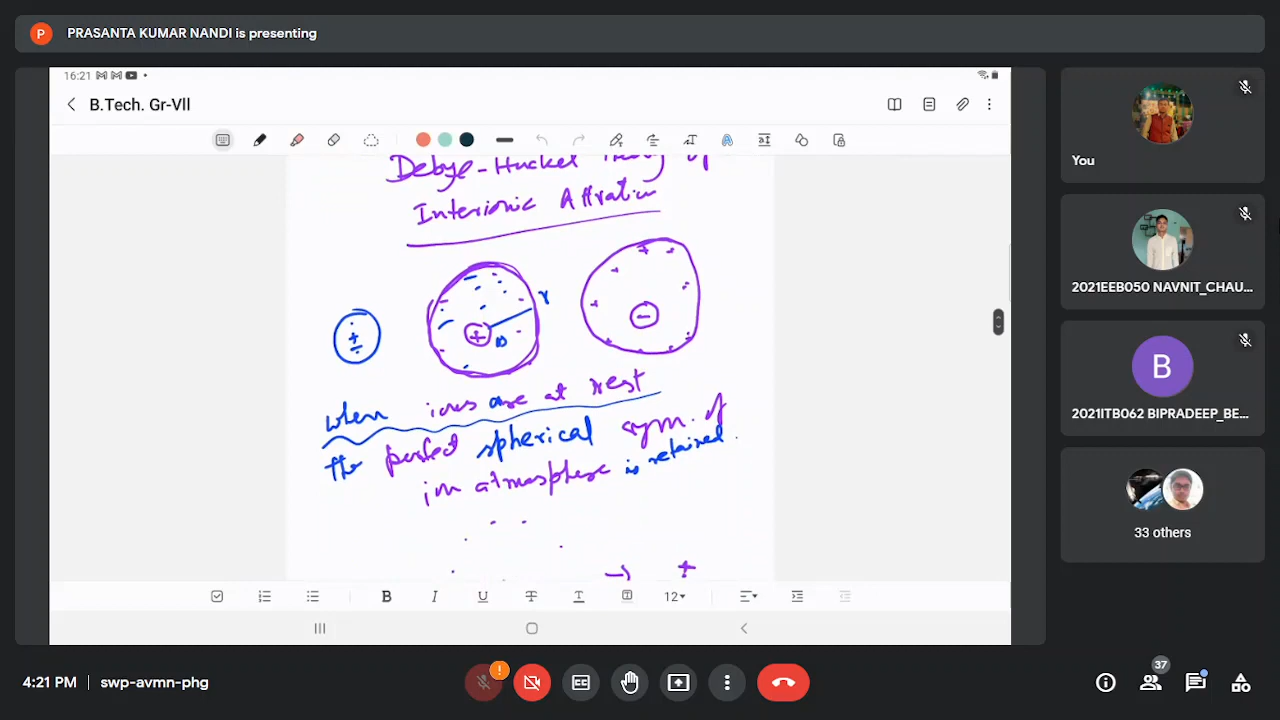 P PRASANTA KUMAR NANDI is presenting
16:21
B.Tech. Gr-VII
Debye-Huckel Theory of
Interionic Attration
r
+
+
-
when ions are at rest
the perfect spherical sym. of
ion atmosphere is retained.
→ +
B I U T T 12
You
2021EEB050 NAVNIT_CHAU...
B
2021ITB062 BIPRADEEP_BE...
33 others
4:21 PM | swp-avmn-phg
!
CC
37